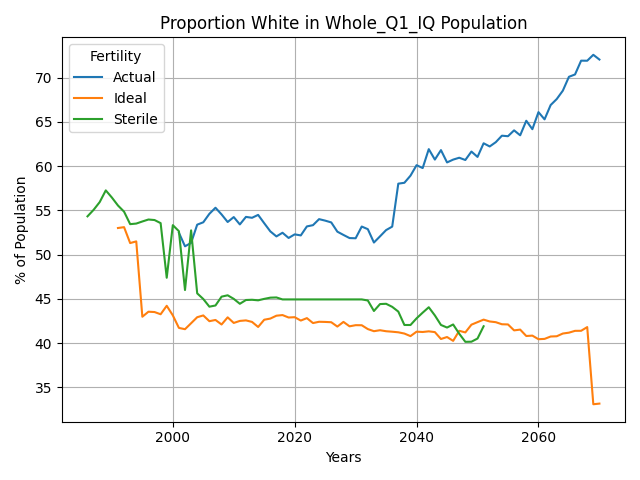 Proportion White in Whole_Q1_IQ Population
Fertility
Actual
Ideal
Sterile
% of Population
70
65
60
55
50
45
40
35
2000
2020
2040
2060
Years